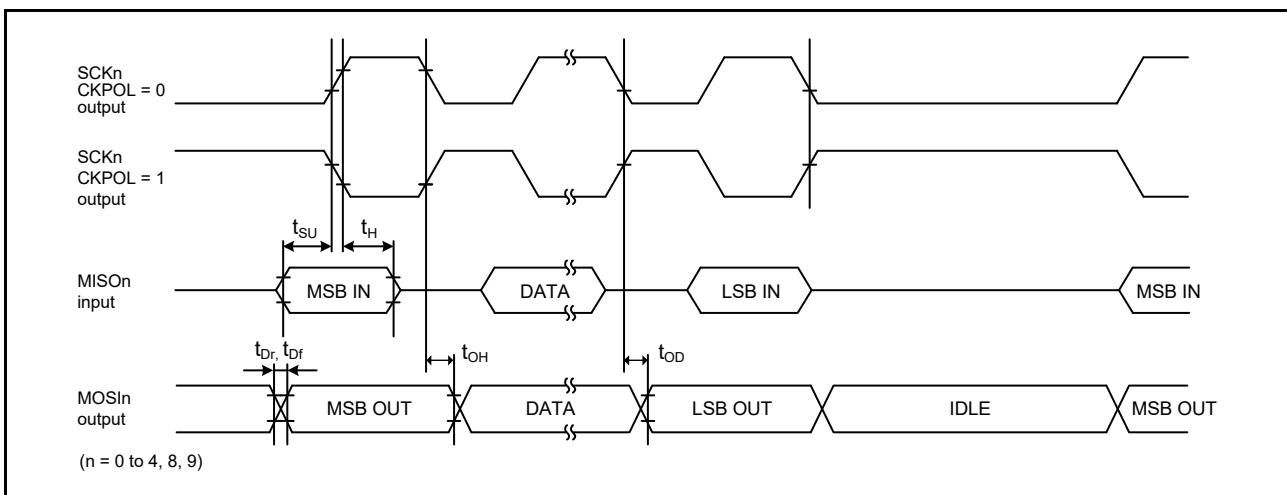 SCKn
CKPOL = 0
output
SCKn
CKPOL = 1
output
tSU
tH
MISOn
input
MSB IN
DATA
LSB IN
MSB IN
tDr, tDf
tOH
tOD
MOSIn
output
MSB OUT
DATA
LSB OUT
IDLE
MSB OUT
(n = 0 to 4, 8, 9)